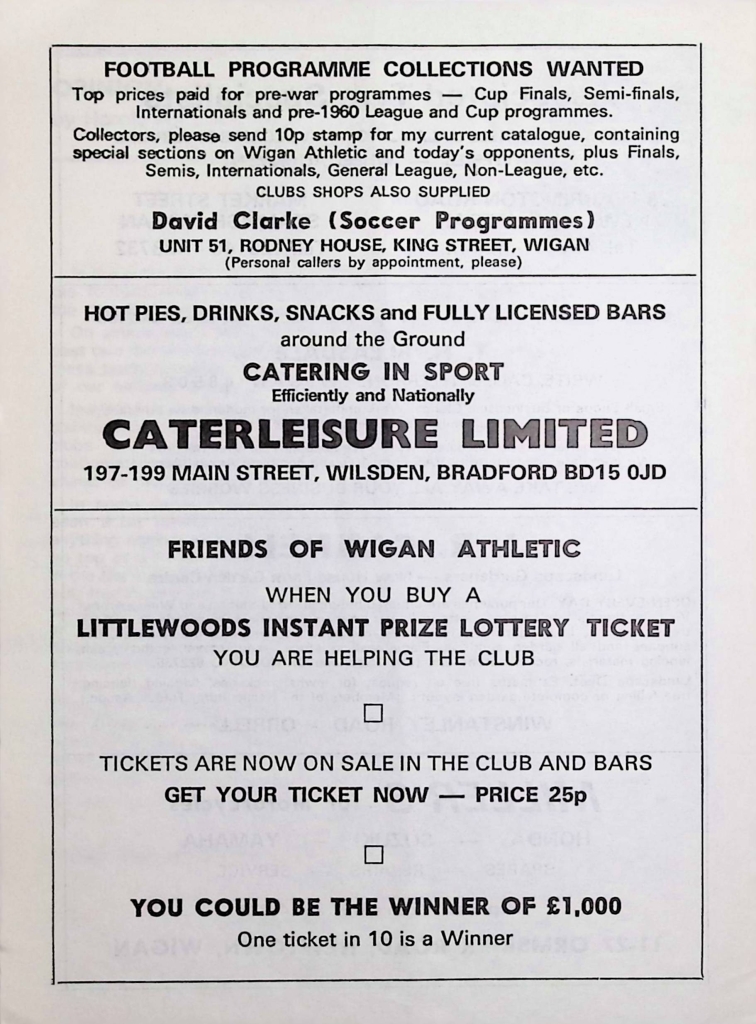 FOOTBALL PROGRAMME COLLECTIONS WANTED
Top prices paid for pre-war programmes — Cup Finals, Semi-finals,
Internationals and pre-1960 League and Cup programmes.
Collectors, please send 10p stamp for my current catalogue, containing
special sections on Wigan Athletic and today's opponents, plus Finals,
Semis, Internationals, General League, Non-League, etc.
CLUBS SHOPS ALSO SUPPLIED
David Clarke (Soccer Programmes)
UNIT 51, RODNEY HOUSE, KING STREET, WIGAN
(Personal callers by appointment, please)
HOT PIES, DRINKS, SNACKS and FULLY LICENSED BARS
around the Ground
CATERING IN SPORT
Efficiently and Nationally
CATERLEISURE LIMITED
197-199 MAIN STREET, WILSDEN, BRADFORD BD15 0JD
FRIENDS OF WIGAN ATHLETIC
WHEN YOU BUY A
LITTLEWOODS INSTANT PRIZE LOTTERY TICKET
YOU ARE HELPING THE CLUB
TICKETS ARE NOW ON SALE IN THE CLUB AND BARS
GET YOUR TICKET NOW — PRICE 25p
YOU COULD BE THE WINNER OF £1,000
One ticket in 10 is a Winner